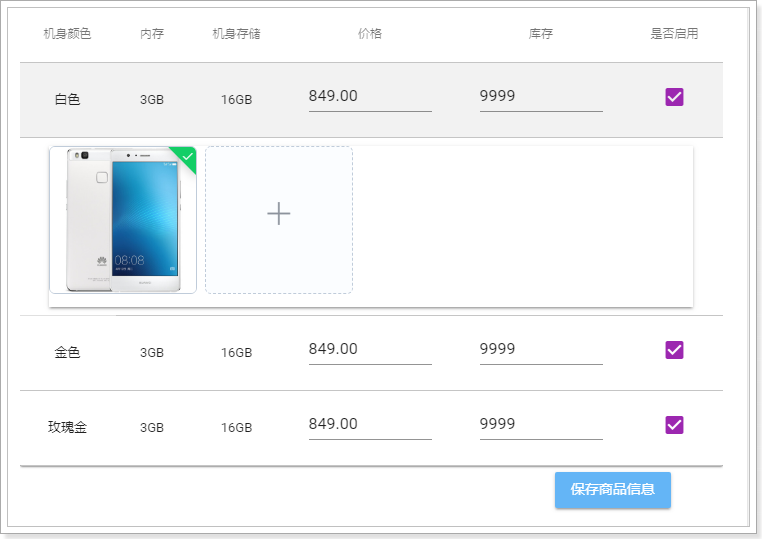 机身颜色 内存 机身存储 价格 库存 是否启用
白色 3GB 16GB 849.00 9999
08:08
HUAWEI
金色 3GB 16GB 849.00 9999
玫瑰金 3GB 16GB 849.00 9999
保存商品信息